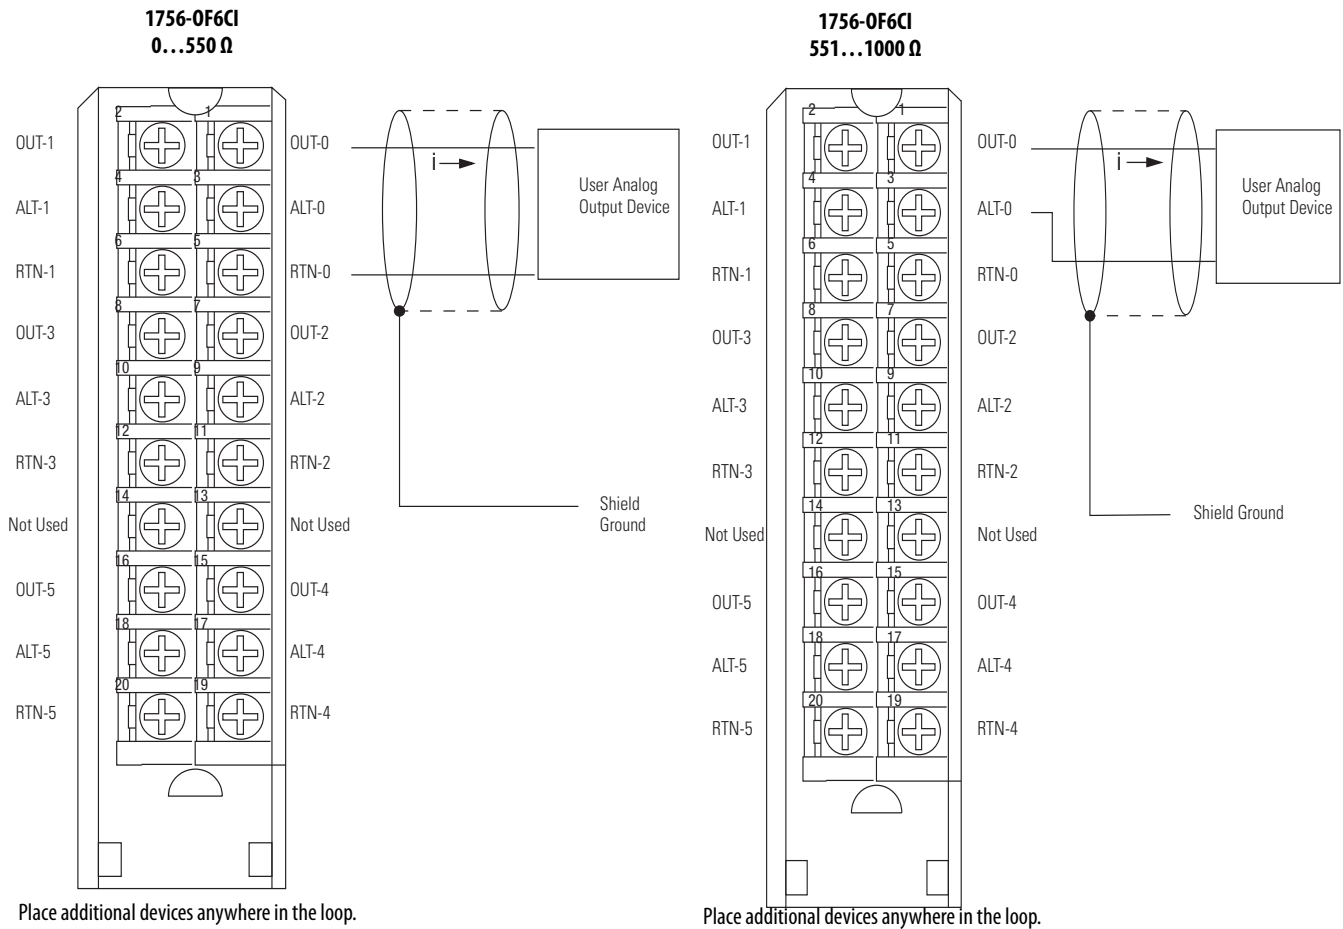 1756-OF6CI
0…550 Ω
2 1
OUT-1 OUT-0
4 3
ALT-1 ALT-0
6 5
RTN-1 RTN-0
8 7
OUT-3 OUT-2
10 9
ALT-3 ALT-2
12 11
RTN-3 RTN-2
14 13
Not Used Not Used
16 15
OUT-5 OUT-4
18 17
ALT-5 ALT-4
20 19
RTN-5 RTN-4
i
User Analog
Output Device
Shield
Ground
Place additional devices anywhere in the loop.
1756-OF6CI
551…1000 Ω
2 1
OUT-1 OUT-0
4 3
ALT-1 ALT-0
6 5
RTN-1 RTN-0
8 7
OUT-3 OUT-2
10 9
ALT-3 ALT-2
12 11
RTN-3 RTN-2
14 13
Not Used Not Used
16 15
OUT-5 OUT-4
18 17
ALT-5 ALT-4
20 19
RTN-5 RTN-4
i
User Analog
Output Device
Shield Ground
Place additional devices anywhere in the loop.